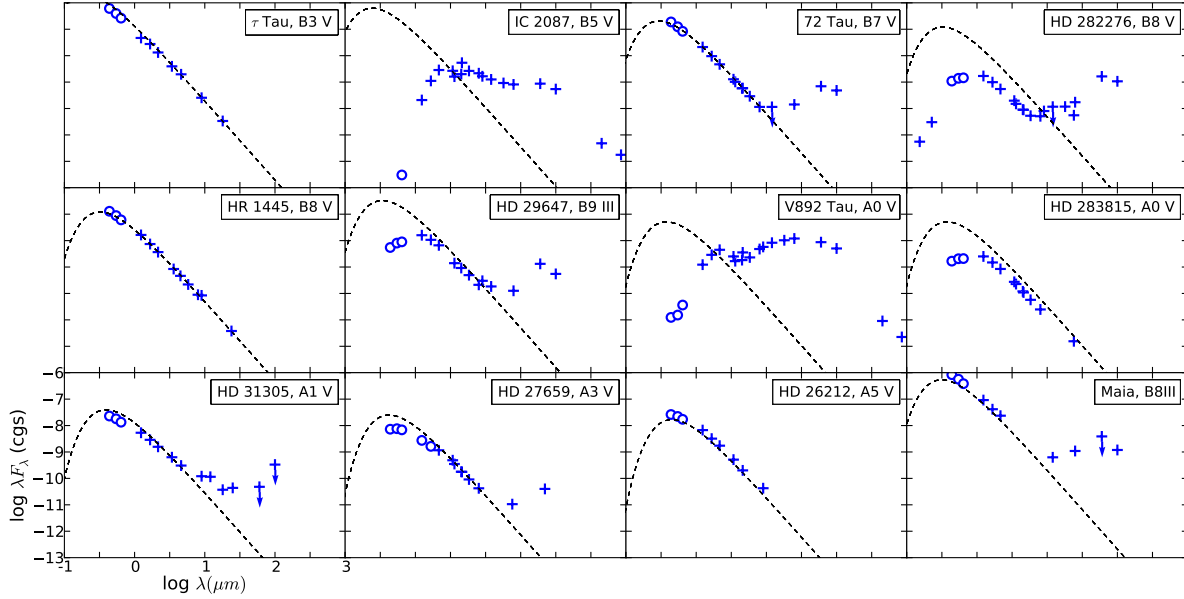 τ Tau, B3 V
IC 2087, B5 V
72 Tau, B7 V
HD 282276, B8 V
HR 1445, B8 V
HD 29647, B9 III
V892 Tau, A0 V
HD 283815, A0 V
HD 31305, A1 V
HD 27659, A3 V
HD 26212, A5 V
Maia, B8III
−6
−7
−8
−9
−10
−11
−12
−13
log λF_λ (cgs)
-1 0 1 2 3
log λ(μm)